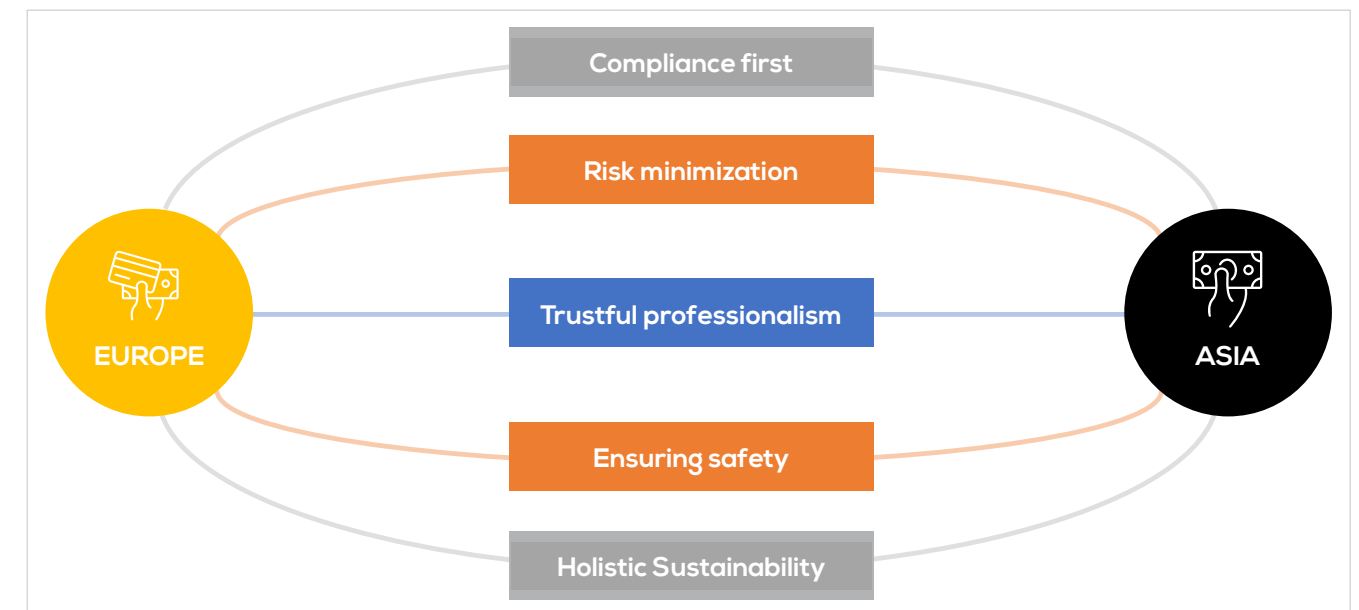 Compliance first
Risk minimization
Trustful professionalism
EUROPE
ASIA
Ensuring safety
Holistic Sustainability